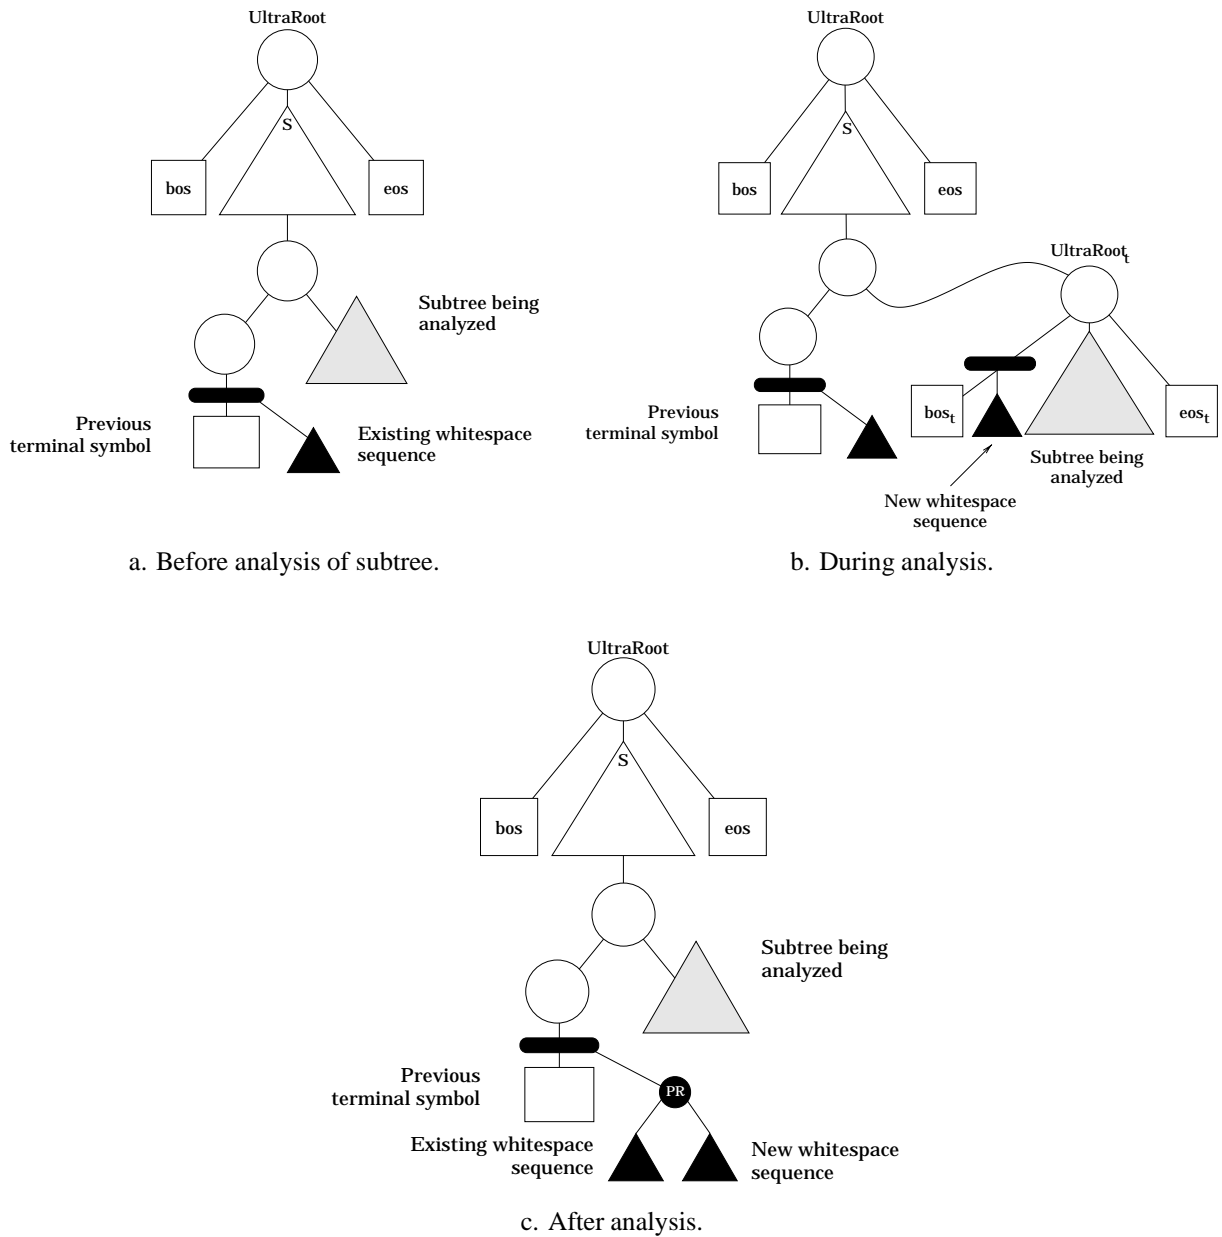 UltraRoot
S
bos
eos
Subtree being
analyzed
Previous
terminal symbol
Existing whitespace
sequence
a. Before analysis of subtree.
UltraRoot
S
bos
eos
UltraRoot_t
Previous
terminal symbol
bos_t
eos_t
Subtree being
analyzed
New whitespace
sequence
b. During analysis.
UltraRoot
S
bos
eos
Subtree being
analyzed
Previous
terminal symbol
PR
Existing whitespace
sequence
New whitespace
sequence
c. After analysis.